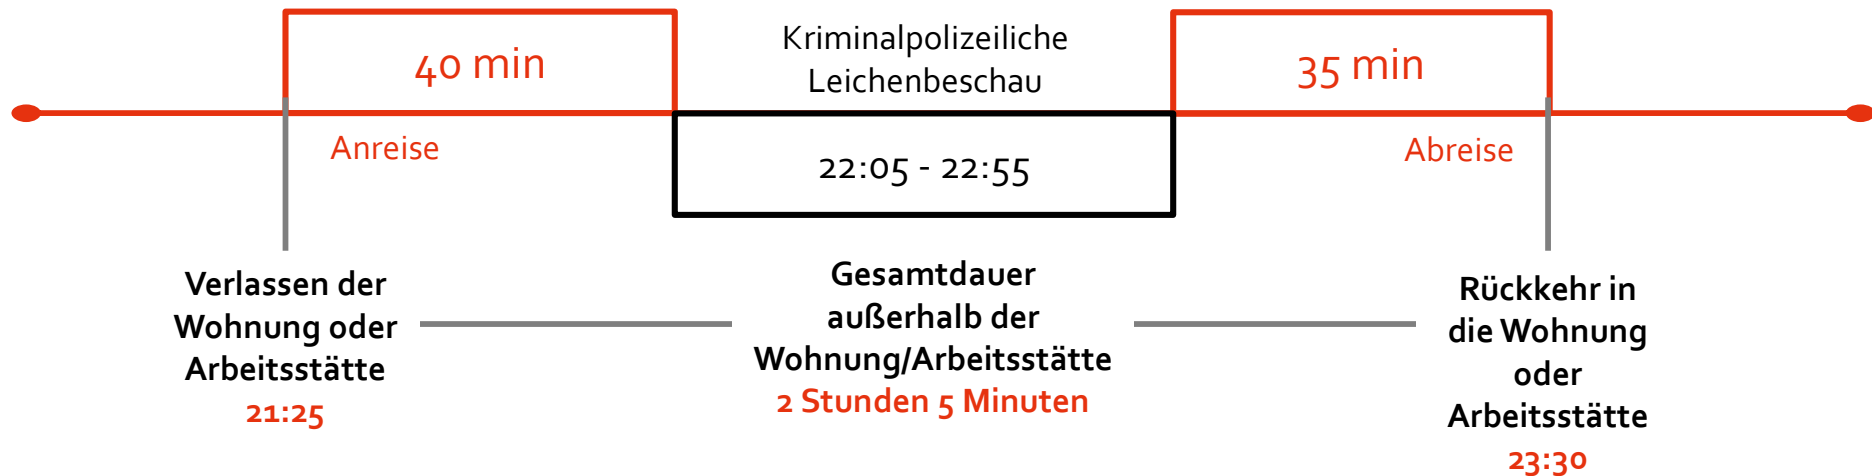 40 min
Kriminalpolizeiliche
Leichenbeschau
35 min
Anreise
22:05 - 22:55
Abreise
Verlassen der
Wohnung oder
Arbeitsstätte
21:25
Gesamtdauer
außerhalb der
Wohnung/Arbeitsstätte
2 Stunden 5 Minuten
Rückkehr in
die Wohnung
oder
Arbeitsstätte
23:30